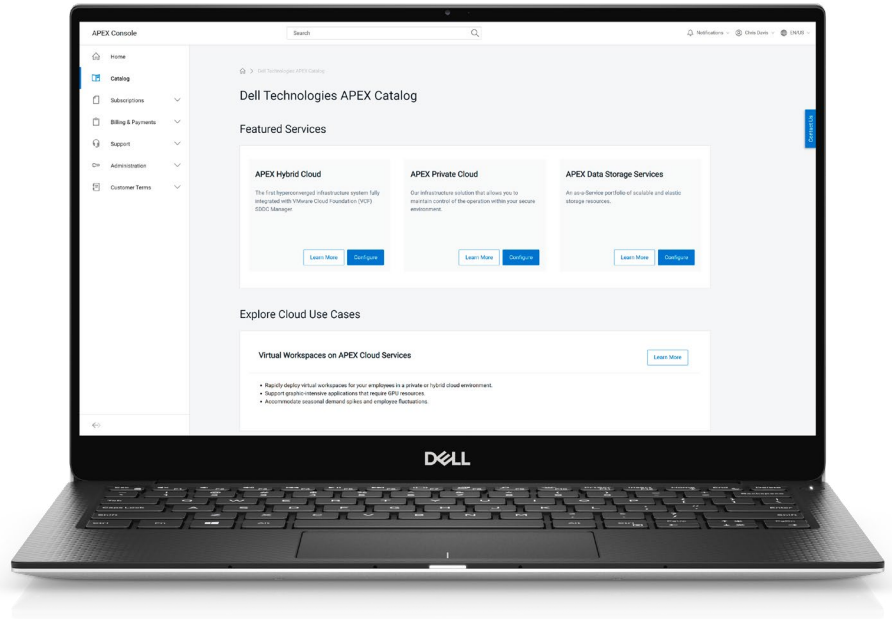 APEX Console
Search
Notifications
Chris Davis
EN/US
Home
Catalog
Subscriptions
Billing & Payments
Support
Administration
Customer Terms
Dell Technologies APEX Catalog
Dell Technologies APEX Catalog
Featured Services
Contact Us
APEX Hybrid Cloud
The first hyperconverged infrastructure system fully
integrated with VMware Cloud Foundation (VCF)
SDDC Manager.
Learn More
Configure
APEX Private Cloud
Our infrastructure solution that allows you to
maintain control of the operation within your secure
environment.
Learn More
Configure
APEX Data Storage Services
An as-a-Service portfolio of scalable and elastic
storage resources.
Learn More
Configure
Explore Cloud Use Cases
Virtual Workspaces on APEX Cloud Services
Learn More
• Rapidly deploy virtual workspaces for your employees in a private or hybrid cloud environment.
• Support graphic-intensive applications that require GPU resources.
• Accommodate seasonal demand spikes and employee fluctuations.
DELL